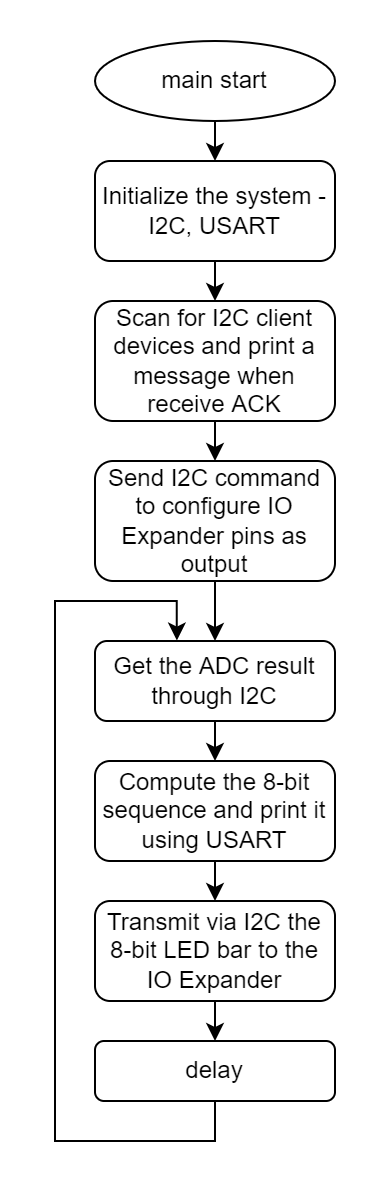 main start
Initialize the system -
I2C, USART
Scan for I2C client
devices and print a
message when
receive ACK
Send I2C command
to configure IO
Expander pins as
output
Get the ADC result
through I2C
Compute the 8-bit
sequence and print it
using USART
Transmit via I2C the
8-bit LED bar to the
IO Expander
delay